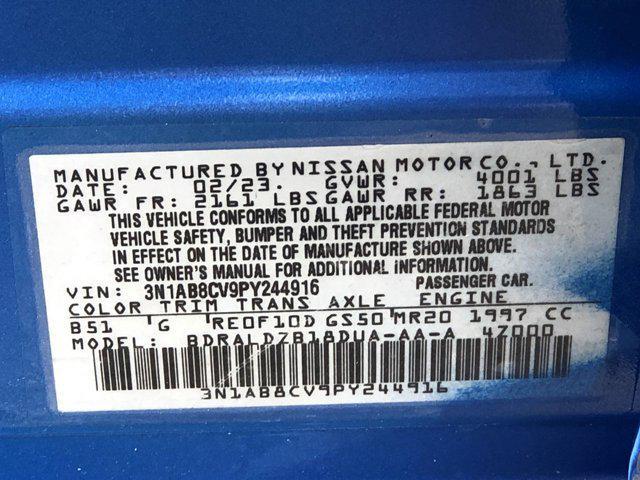 MANUFACTURED BY NISSAN MOTOR CO., LTD.
DATE: 02/23. GVWR: 4001 LBS
GAWR FR: 2161 LBS GAWR RR: 1863 LBS
THIS VEHICLE CONFORMS TO ALL APPLICABLE FEDERAL MOTOR
VEHICLE SAFETY, BUMPER AND THEFT PREVENTION STANDARDS
IN EFFECT ON THE DATE OF MANUFACTURE SHOWN ABOVE.
SEE OWNER'S MANUAL FOR ADDITIONAL INFORMATION
VIN: 3N1AB8CV9PY244916 PASSENGER CAR.
COLOR TRIM TRANS AXLE ENGINE
B51 G RE0F10D GS50 MR20 1997 CC
MODEL: BDRALDZB18DUA-AA-A 4Z000
3N1AB8CV9PY244916